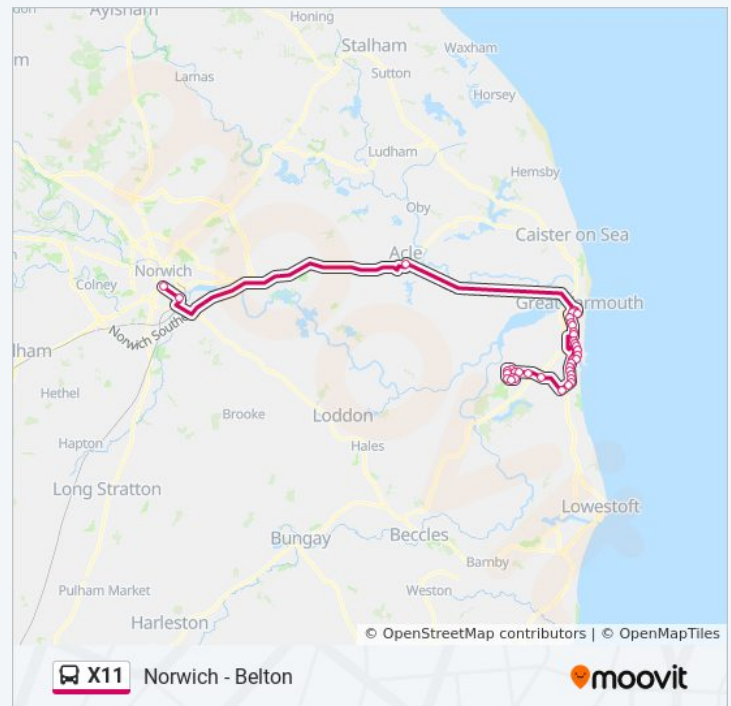 don
Aylsham
Honing
Stalham
Waxham
m
Lamas
Sutton
Horsey
Ludham
Hemsby
Oby
Caister on Sea
Acle
Norwich
Colney
Great Yarmouth
Norwich Southe
lham
Hethel
Brooke
Loddon
Hapton
Hales
Long Stratton
Lowestoft
Beccles
Bungay
Barnby
Pulham Market
Weston
Harleston
© OpenStreetMap contributors | © OpenMapTiles
X11 Norwich - Belton
moovit